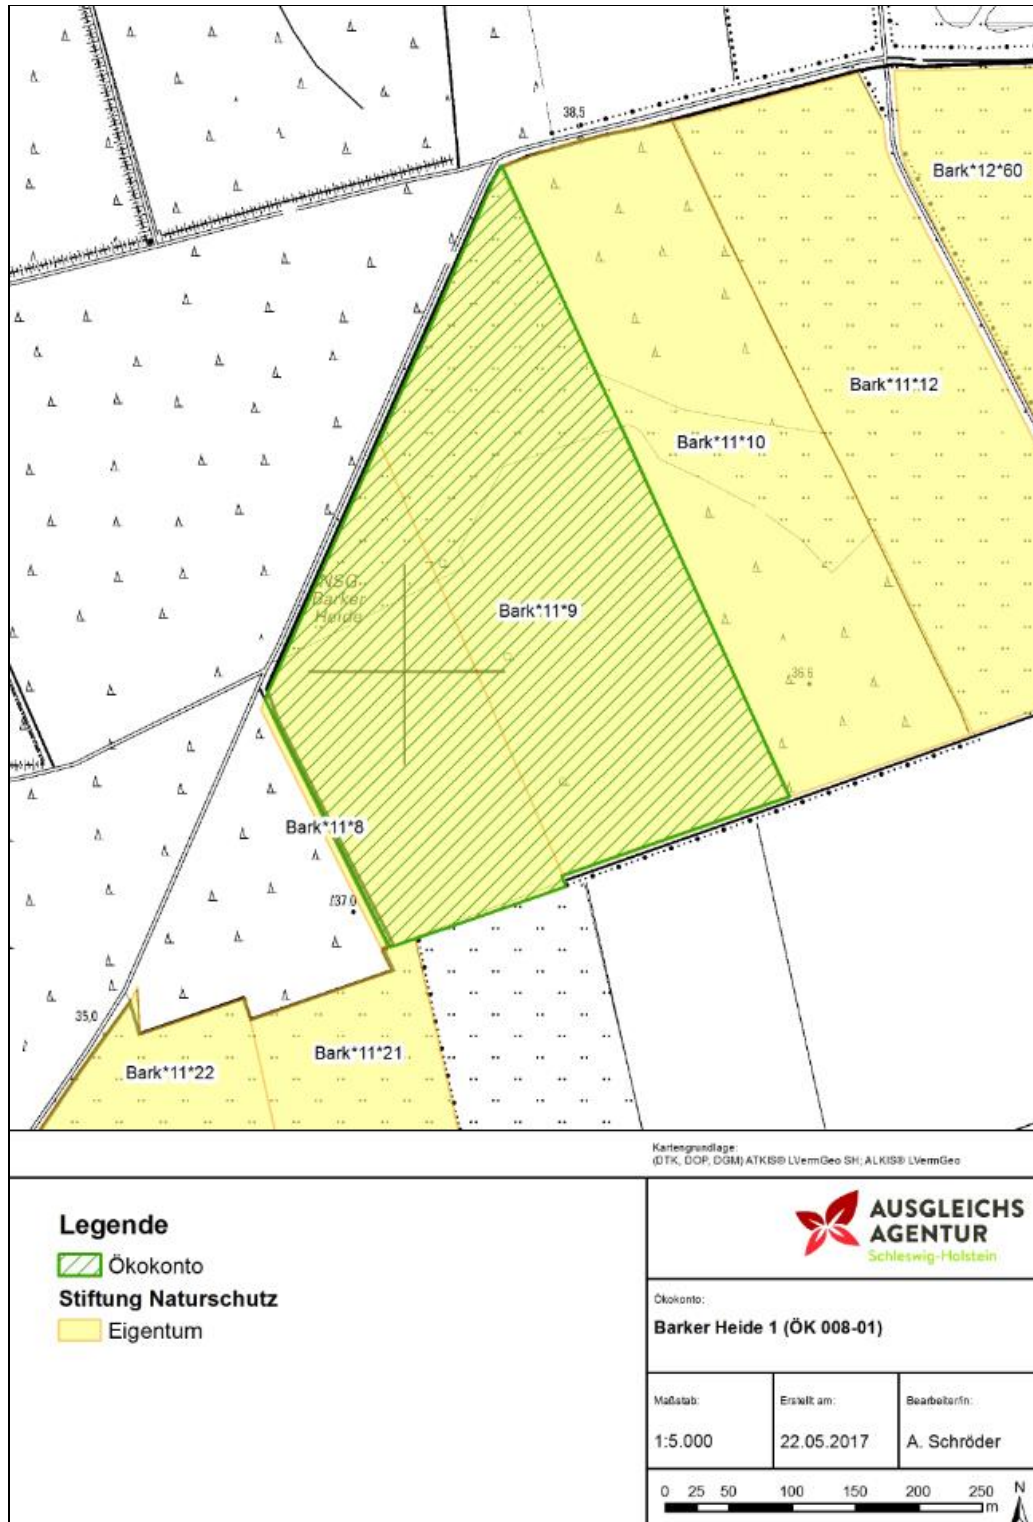 38,5
Bark*12*60
Bark*11*12
Bark*11*10
NSG
Barker
Heide
Bark*11*9
36,6
Bark*11*8
37,0
35,0
Bark*11*21
Bark*11*22
Kartengrundlage:
(DTK, DOP, DGM) ATKIS® LVermGeo SH; ALKIS® LVermGeo
Legende
Ökokonto
Stiftung Naturschutz
Eigentum
AUSGLEICHS
AGENTUR
Schleswig-Holstein
Ökokonto:
Barker Heide 1 (ÖK 008-01)
Maßstab:
1:5.000
Erstellt am:
22.05.2017
Bearbeiter/in:
A. Schröder
0 25 50 100 150 200 250
m
N